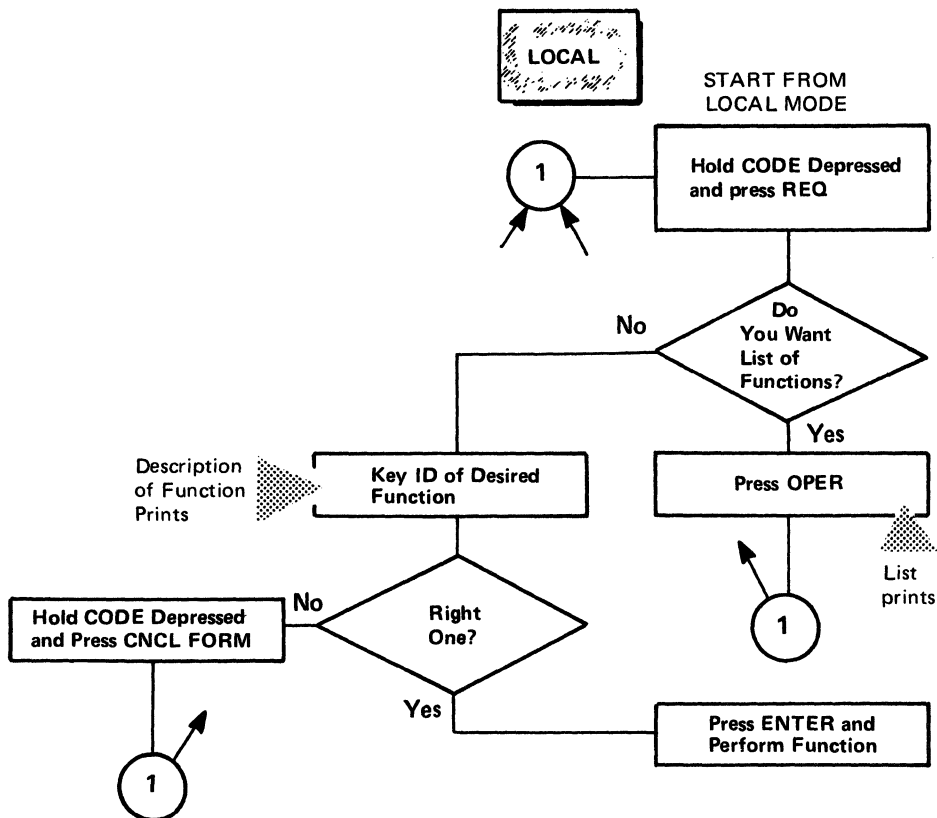 LOCAL
START FROM
LOCAL MODE
1
Hold CODE Depressed
and press REQ
Do
You Want
List of
Functions?
No
Yes
Description
of Function
Prints
Key ID of Desired
Function
Press OPER
List
prints
1
Hold CODE Depressed
and Press CNCL FORM
No
Right
One?
Yes
Press ENTER and
Perform Function
1